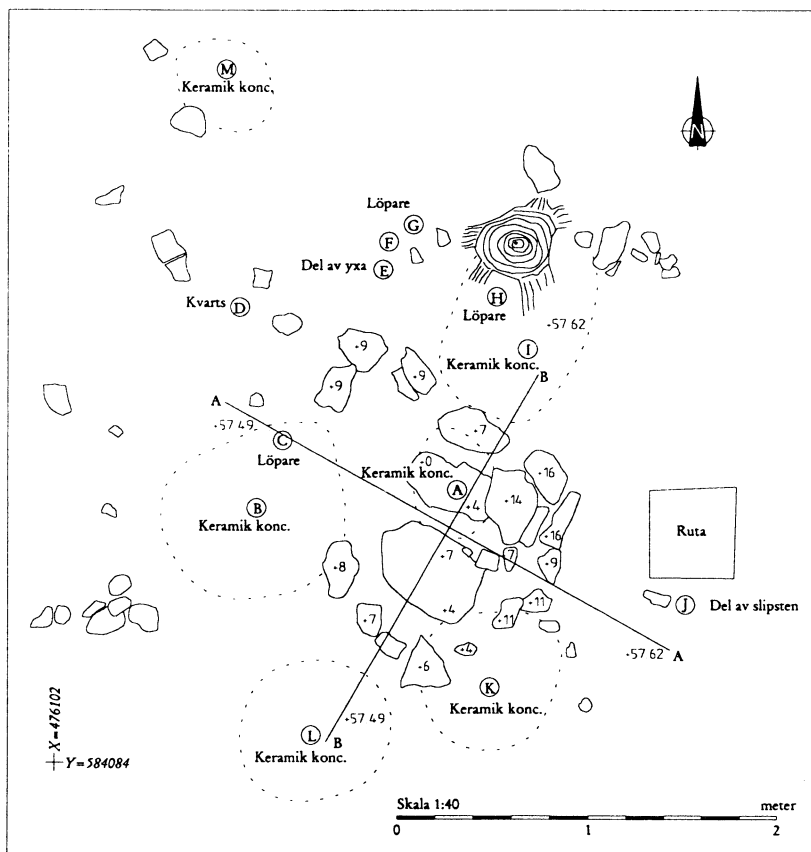 M
Keramik konc.
N
Löpare
G
F
Del av yxa
E
Kvarts D
H
Löpare
+57 62
I
Keramik konc.
B
+9
+9
+9
A
+57 49
C
Löpare
+7
+0
Keramik konc.
A
+4
+14
+16
+16
B
Keramik konc.
+8
+7
7
+9
Ruta
+4
+11
+11
J
Del av slipsten
+7
+4
+6
+57 62 A
K
Keramik konc.
+57 49
L
B
Keramik konc.
X=476102
Y=584084
Skala 1:40
meter
0 1 2